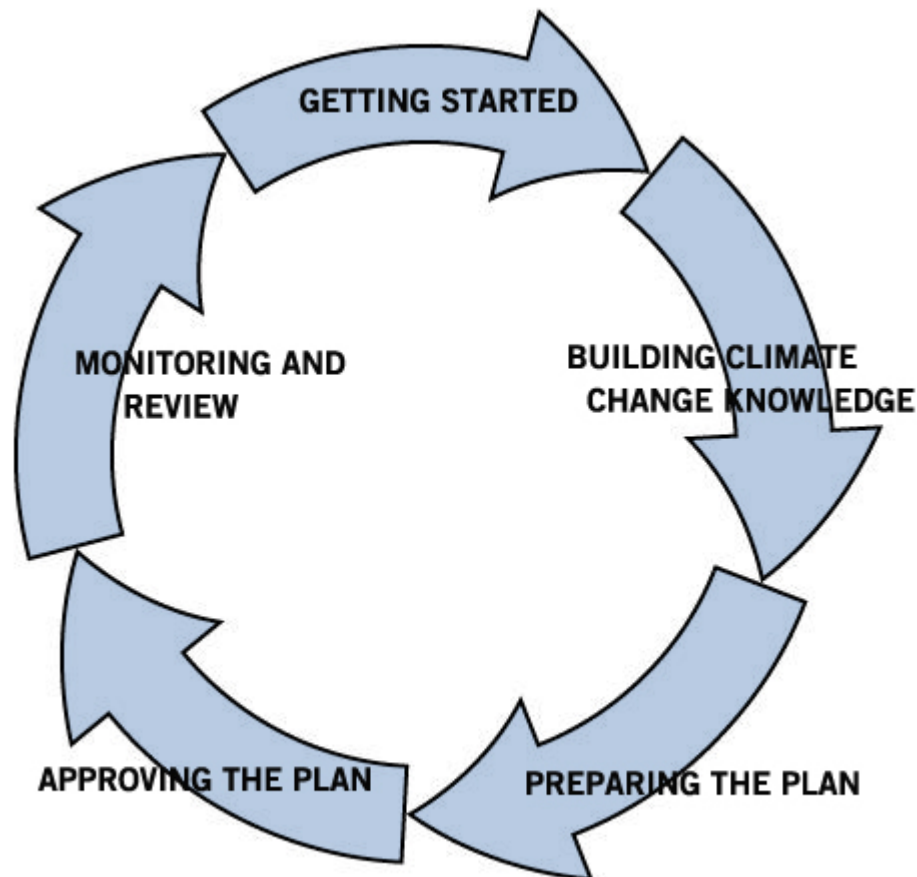 GETTING STARTED
BUILDING CLIMATE
CHANGE KNOWLEDGE
PREPARING THE PLAN
APPROVING THE PLAN
MONITORING AND
REVIEW